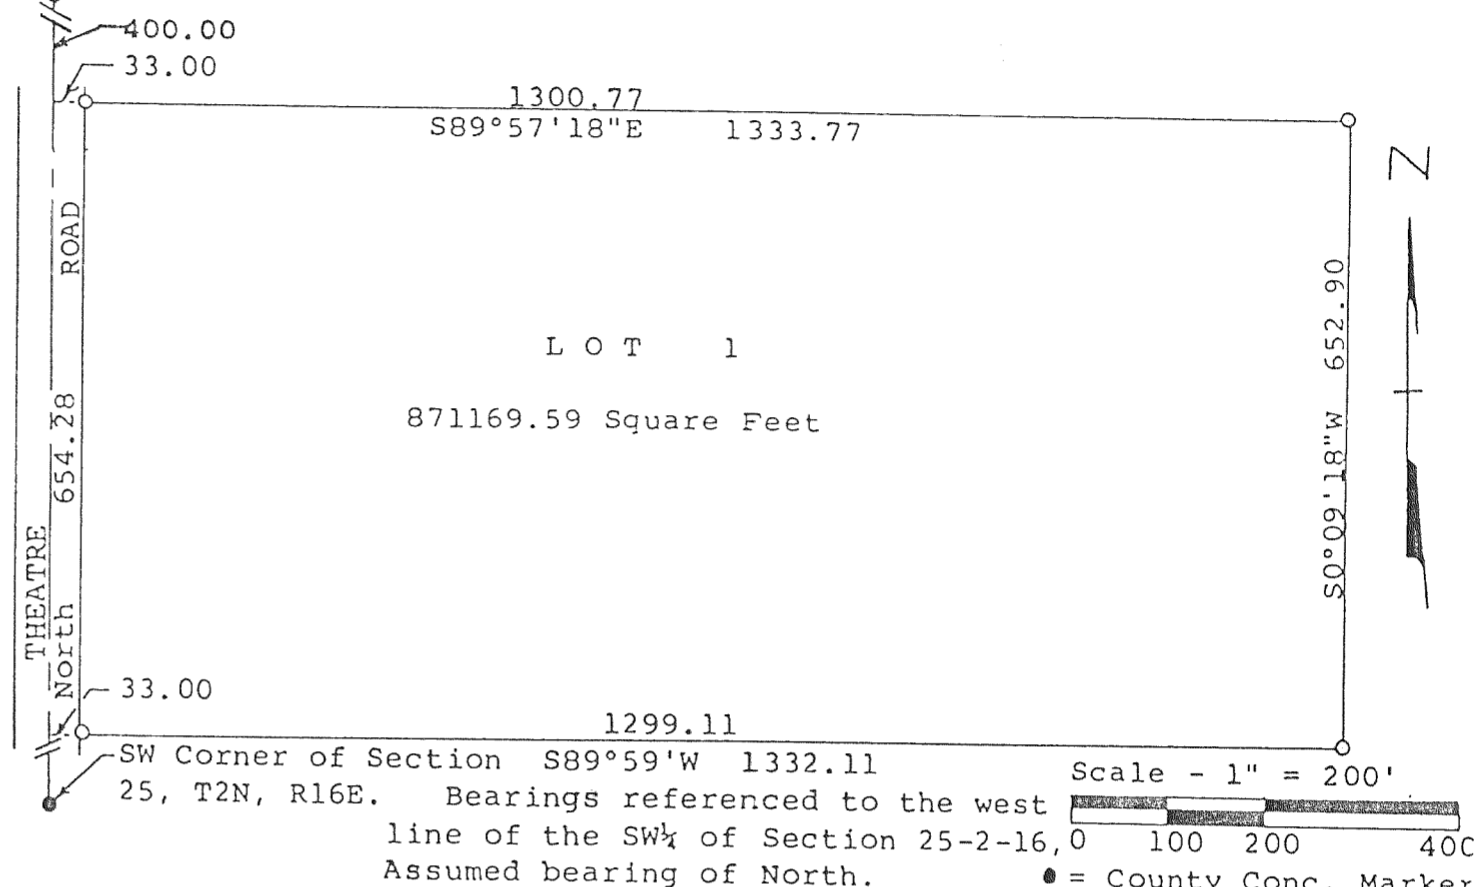 400.00
33.00
1300.77
S89°57'18"E 1333.77
N
THEATRE ROAD
North 654.28
S0°09'18"W 652.90
LOT 1
871169.59 Square Feet
33.00
1299.11
SW Corner of Section S89°59'W 1332.11
25, T2N, R16E. Bearings referenced to the west
line of the SW¼ of Section 25-2-16,
Assumed bearing of North.
Scale - 1" = 200'
0 100 200 400
● = County Conc. Marker